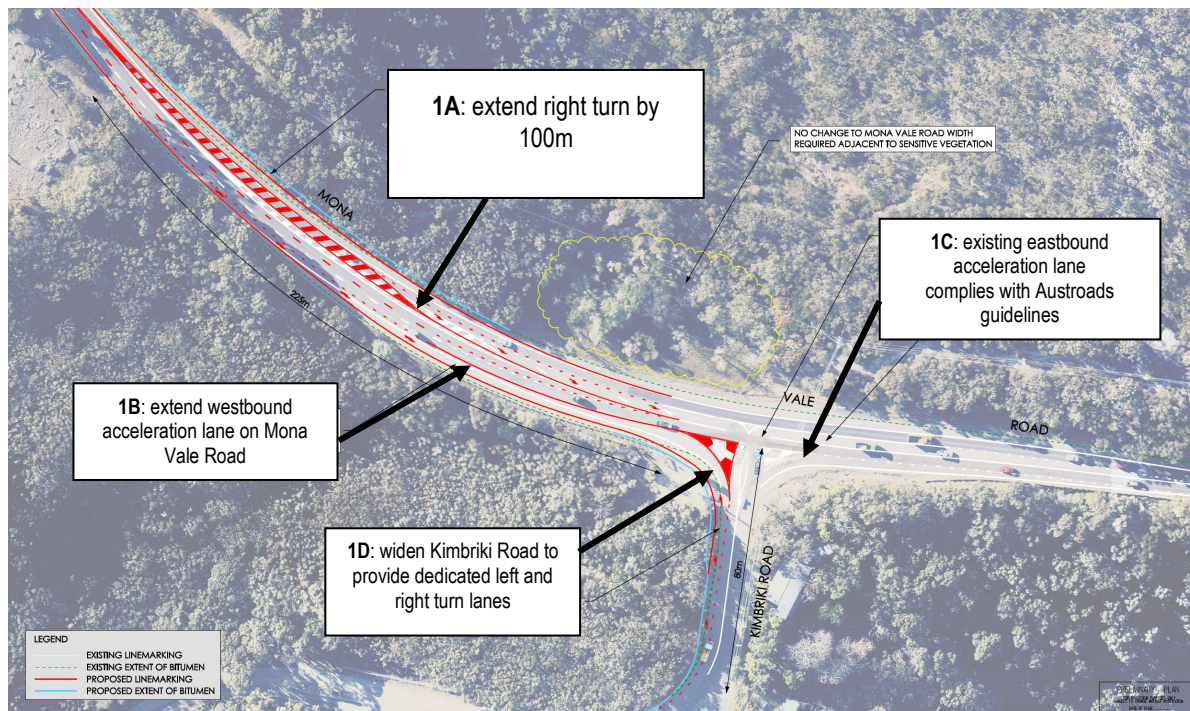 1A: extend right turn by
100m
NO CHANGE TO MONA VALE ROAD WIDTH
REQUIRED ADJACENT TO SENSITIVE VEGETATION
MONA
1C: existing eastbound
acceleration lane
complies with Austroads
guidelines
225m
1B: extend westbound
acceleration lane on Mona
Vale Road
VALE
ROAD
1D: widen Kimbriki Road to
provide dedicated left and
right turn lanes
80m
KIMBRIKI ROAD
LEGEND
EXISTING LINEMARKING
EXISTING EXTENT OF BITUMEN
PROPOSED LINEMARKING
PROPOSED EXTENT OF BITUMEN
PRELIMINARY PLAN